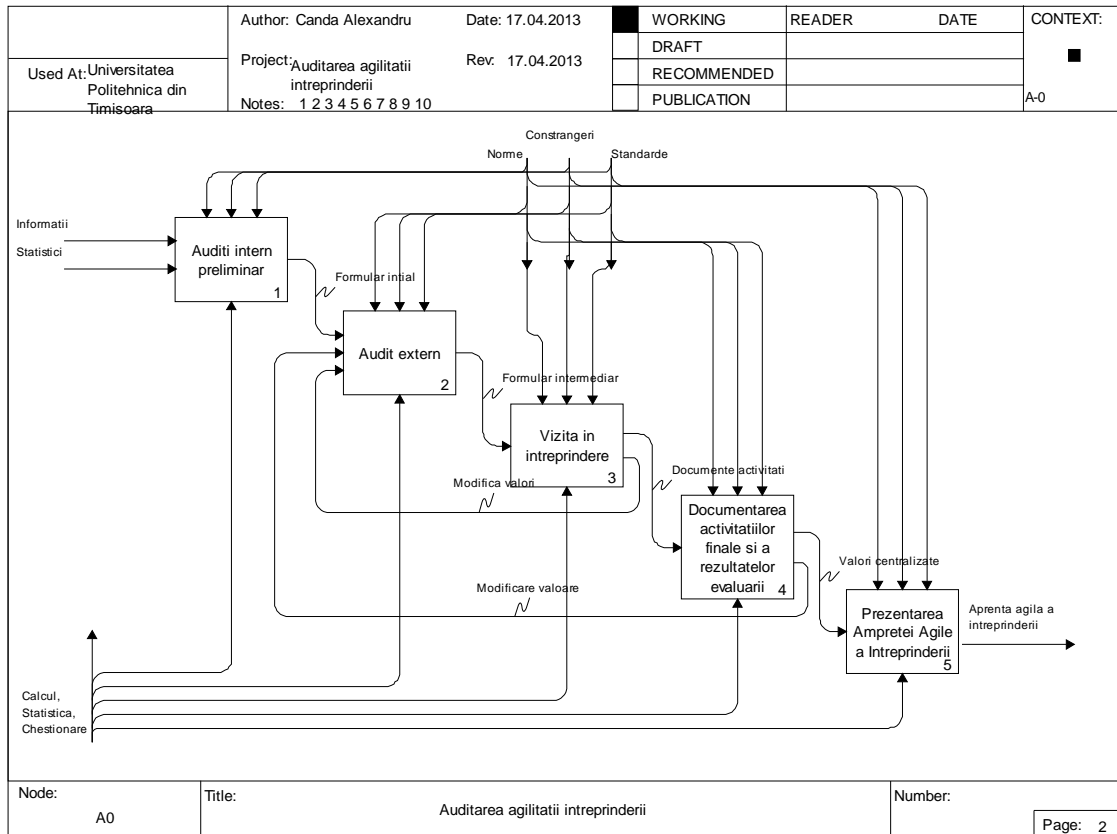 Author: Canda Alexandru Date: 17.04.2013
WORKING READER DATE CONTEXT:
DRAFT
Used At: Universitatea
Politehnica din
Timisoara
Project: Auditarea agilitatii
intreprinderii
Rev: 17.04.2013
RECOMMENDED
Notes: 1 2 3 4 5 6 7 8 9 10
PUBLICATION
A-0
Constrangeri
Norme
Standarde
Informatii
Statistici
Auditi intern
preliminar
1
Formular intial
Audit extern
2
Formular intermediar
Vizita in
intreprindere
3
Modifica valori
Documente activitati
Documentarea
activitatiilor
finale si a
rezultatelor
evaluarii
4
Modificare valoare
Valori centralizate
Prezentarea
Ampretei Agile
a Intreprinderii
5
Aprenta agila a
intreprinderii
Calcul,
Statistica,
Chestionare
Node:
A0
Title:
Auditarea agilitatii intreprinderii
Number:
Page: 2